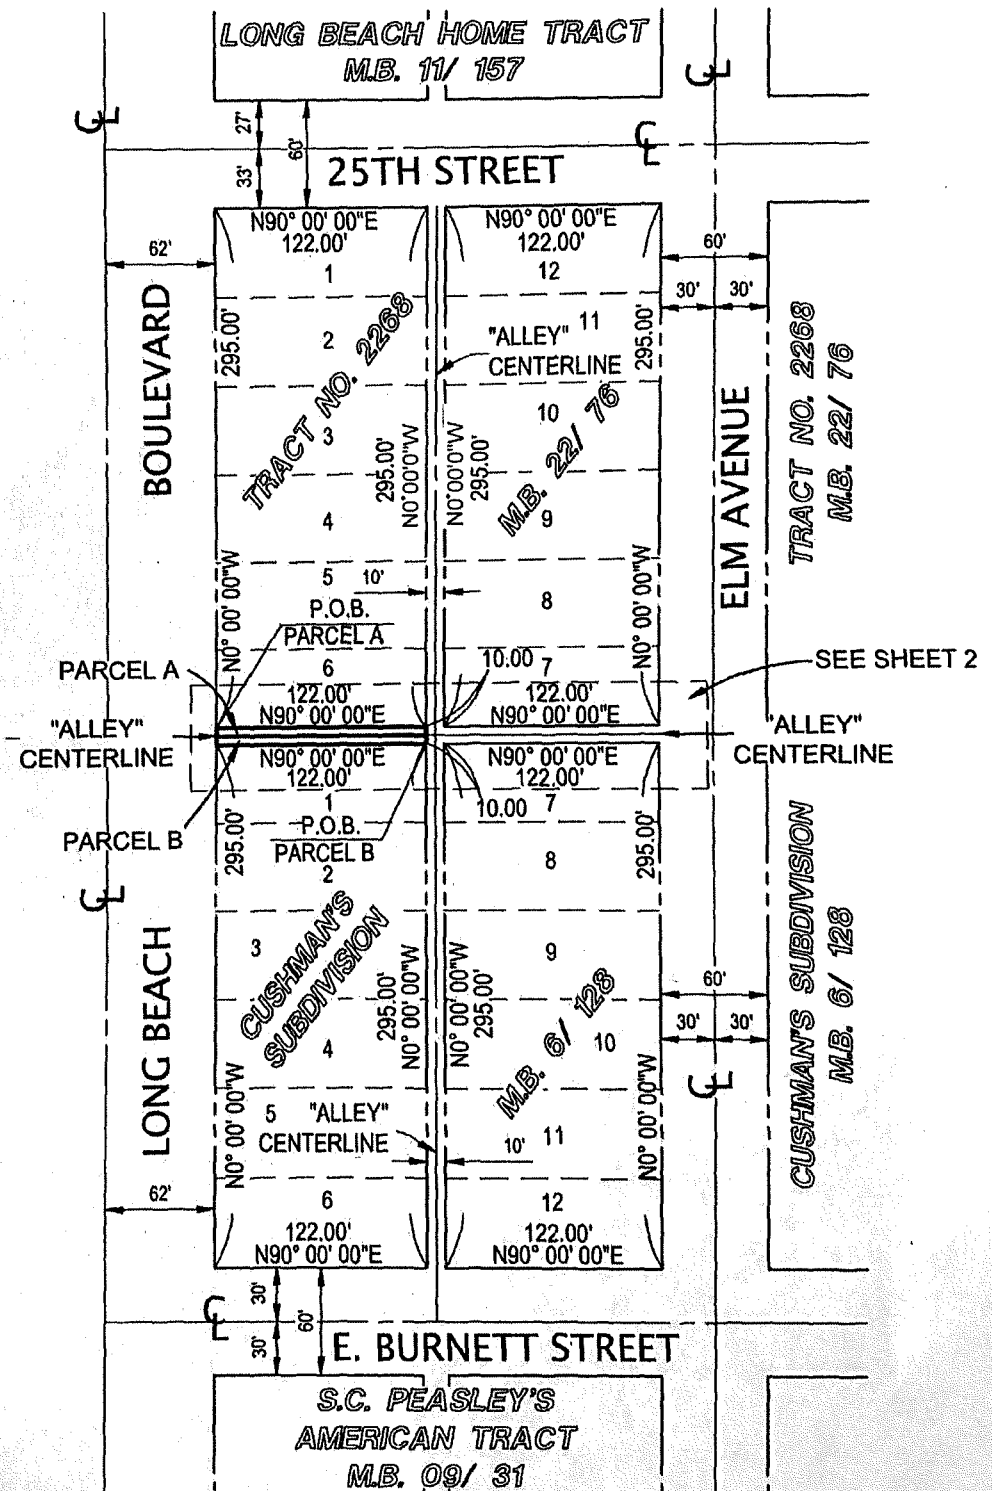 LONG BEACH HOME TRACT
M.B. 11/ 157
CL
CL
27'
60'
33'
CL
25TH STREET
N90° 00' 00"E
122.00'
1
N90° 00' 00"E
122.00'
12
62'
60'
30'
30'
BOULEVARD
295.00'
2
TRACT NO. 2268
"ALLEY"
CENTERLINE
11
295.00'
TRACT NO. 2268
M.B. 22/ 76
3
295.00'
N0°00'00"W
N0°00'00"W
295.00'
10
M.B. 22/ 76
ELM AVENUE
4
9
N0° 00' 00"W
5
10'
8
N0° 00' 00"W
P.O.B.
PARCEL A
PARCEL A
6
122.00'
N90° 00' 00"E
10.00
7
122.00'
N90° 00' 00"E
SEE SHEET 2
"ALLEY"
CENTERLINE
"ALLEY"
CENTERLINE
N90° 00' 00"E
122.00'
1
N90° 00' 00"E
122.00'
7
10.00
PARCEL B
295.00'
P.O.B.
PARCEL B
2
8
295.00'
CL
CUSHMAN'S SUBDIVISION
M.B. 6/ 128
LONG BEACH
3
CUSHMAN'S
SUBDIVISION
295.00'
N0° 00' 00"W
N0° 00' 00"W
295.00'
9
60'
30'
30'
4
M.B. 6/ 128
10
CL
N0° 00' 00"W
5
"ALLEY"
CENTERLINE
10'
11
N0° 00' 00"W
62'
6
122.00'
N90° 00' 00"E
12
122.00'
N90° 00' 00"E
30'
60'
30'
CL
E. BURNETT STREET
S.C. PEASLEY'S
AMERICAN TRACT
M.B. 09/ 31